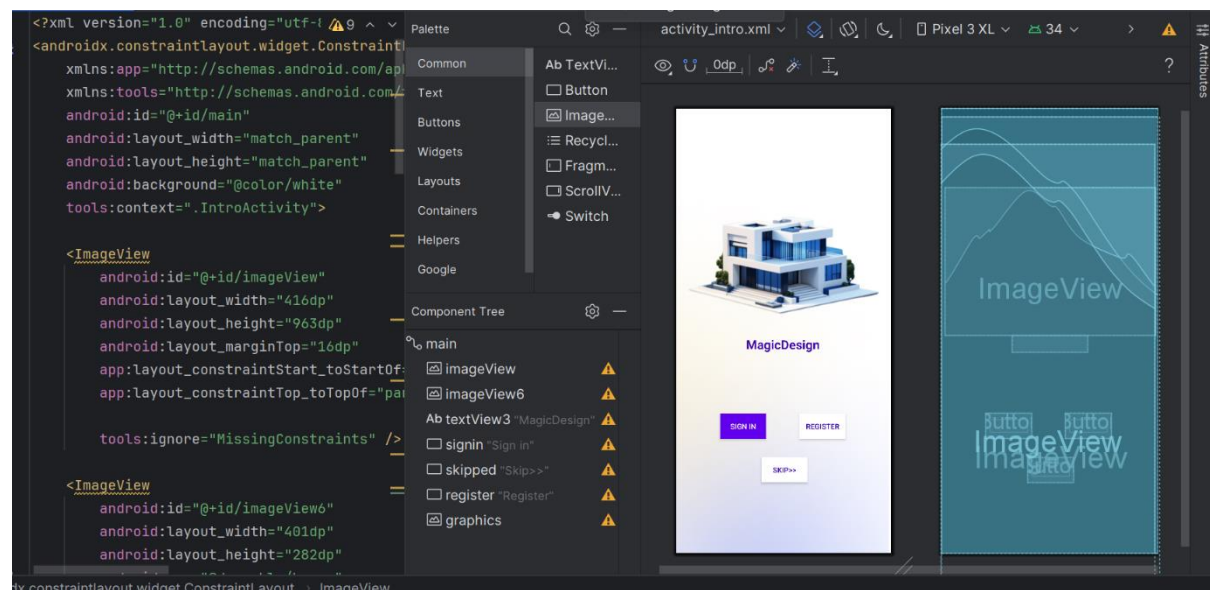 <?xml version="1.0" encoding="utf-8
9
<androidx.constraintlayout.widget.Constraint
xmlns:app="http://schemas.android.com/ap
xmlns:tools="http://schemas.android.com/
android:id="@+id/main"
android:layout_width="match_parent"
android:layout_height="match_parent"
android:background="@color/white"
tools:context=".IntroActivity">
<ImageView
android:id="@+id/imageView"
android:layout_width="416dp"
android:layout_height="963dp"
android:layout_marginTop="16dp"
app:layout_constraintStart_toStartOf=
app:layout_constraintTop_toTopOf="par
tools:ignore="MissingConstraints" />
<ImageView
android:id="@+id/imageView6"
android:layout_width="401dp"
android:layout_height="282dp"
Palette
Common
Text
Buttons
Widgets
Layouts
Containers
Helpers
Google
Ab TextVi...
Button
Image...
Recycl...
Fragm...
ScrollV...
Switch
Component Tree
main
imageView
imageView6
Ab textView3 "MagicDesign"
signin "Sign in"
skipped "Skip>>"
register "Register"
graphics
activity_intro.xml
Pixel 3 XL
34
0dp
?
Attributes
MagicDesign
SIGN IN
REGISTER
SKIP>>
ImageView
Butto
Butto
ImageView
ImageView
Butto
dx.constraintlayout.widget.ConstraintLayout > ImageView